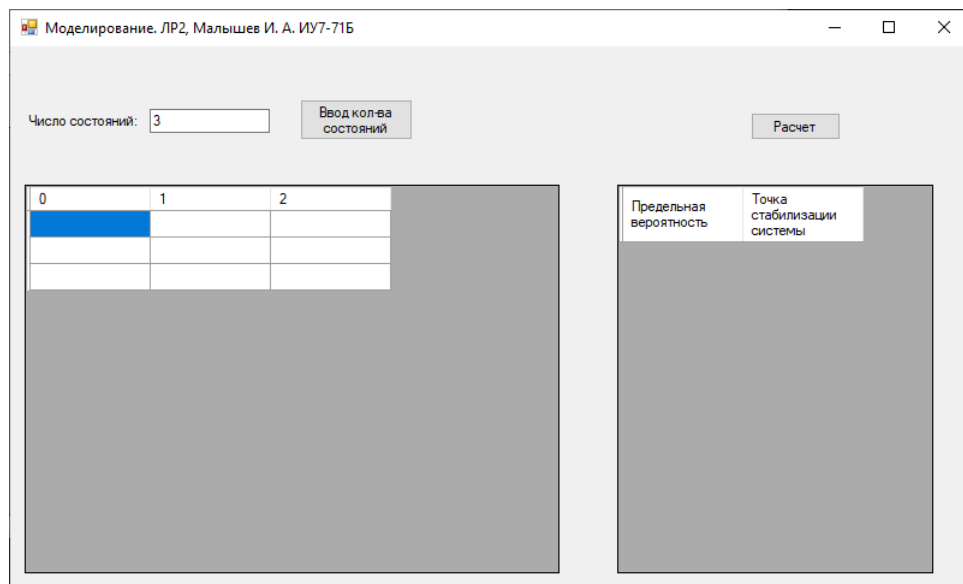 Моделирование. ЛР2, Малышев И. А. ИУ7-71Б
Число состояний:
3
Ввод кол-ва
состояний
Расчет
0 1 2
Предельная
вероятность
Точка
стабилизации
системы